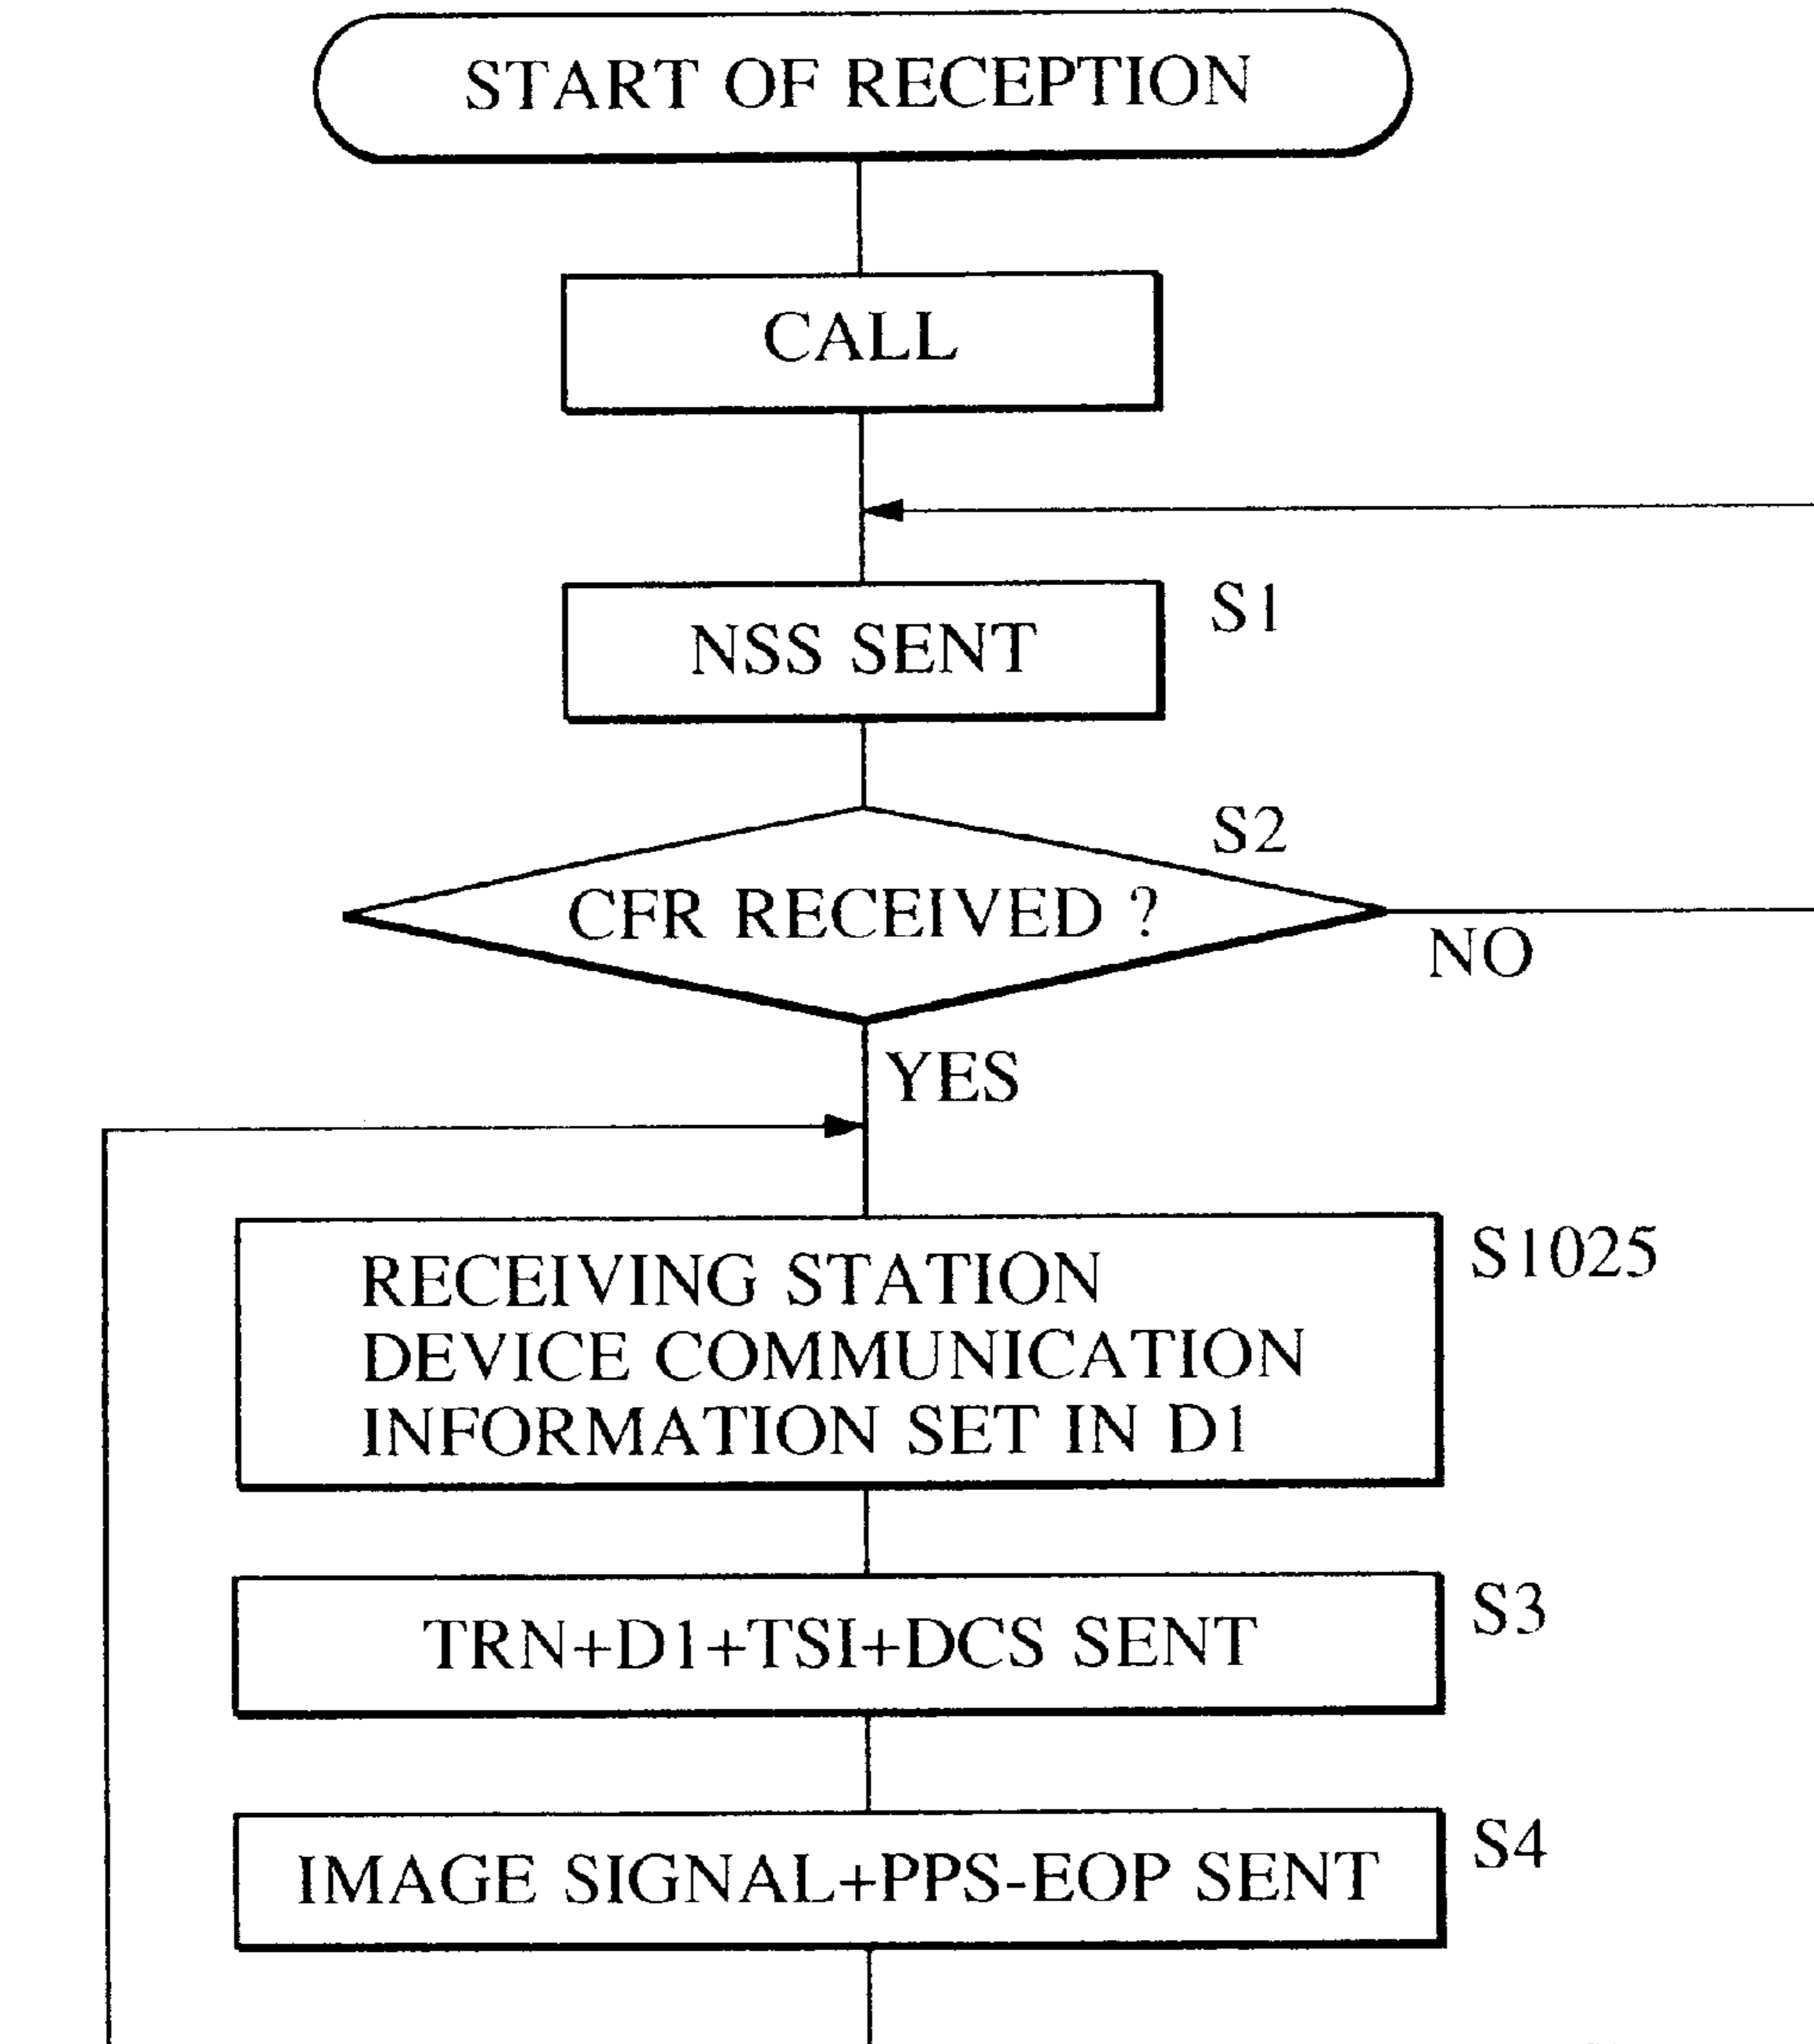 START OF RECEPTION
CALL
NSS SENT
S1
S2
CFR RECEIVED ?
NO
YES
RECEIVING STATION
DEVICE COMMUNICATION
INFORMATION SET IN D1
S1025
TRN+D1+TSI+DCS SENT
S3
IMAGE SIGNAL+PPS-EOP SENT
S4